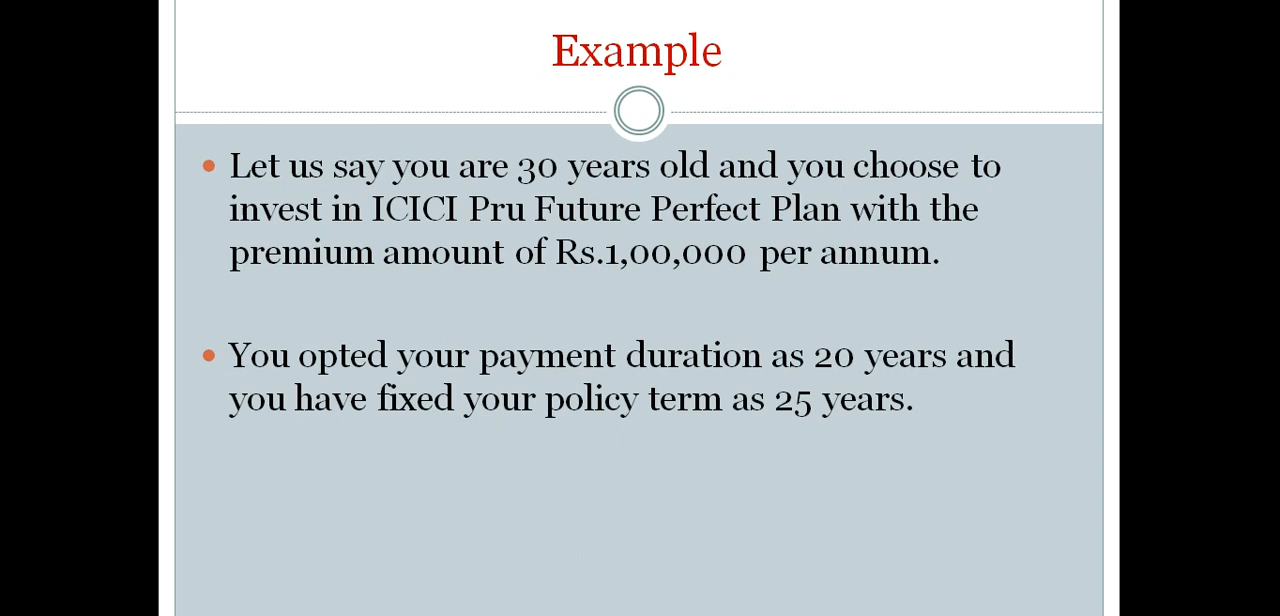 Example
Let us say you are 30 years old and you choose to
invest in ICICI Pru Future Perfect Plan with the
premium amount of Rs.1,00,000 per annum.
You opted your payment duration as 20 years and
you have fixed your policy term as 25 years.